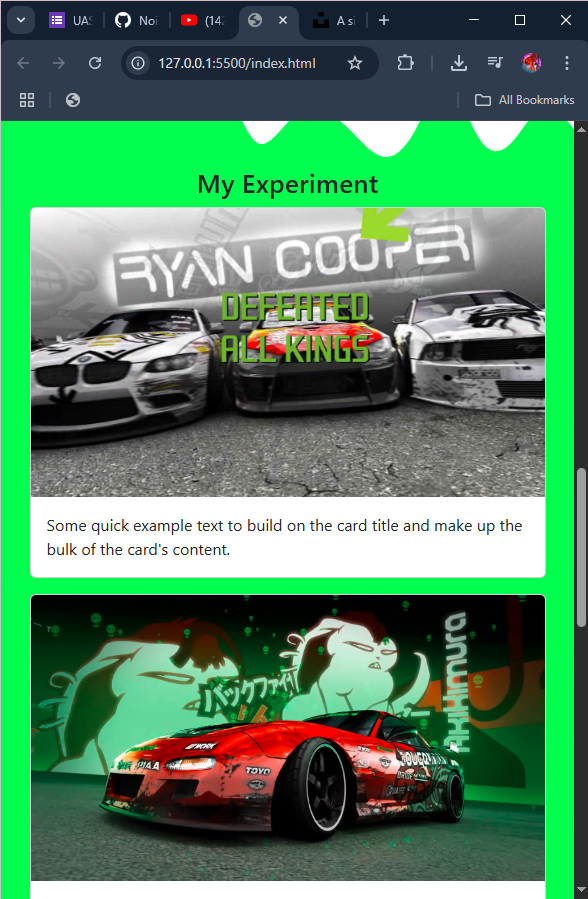 UAS
Noi
(14
A si
127.0.0.1:5500/index.html
All Bookmarks
My Experiment
RYAN COOPER
DEFEATED
ALL KINGS
Some quick example text to build on the card title and make up the
bulk of the card's content.
バックファイト
Akihimura
WORK
TOYO